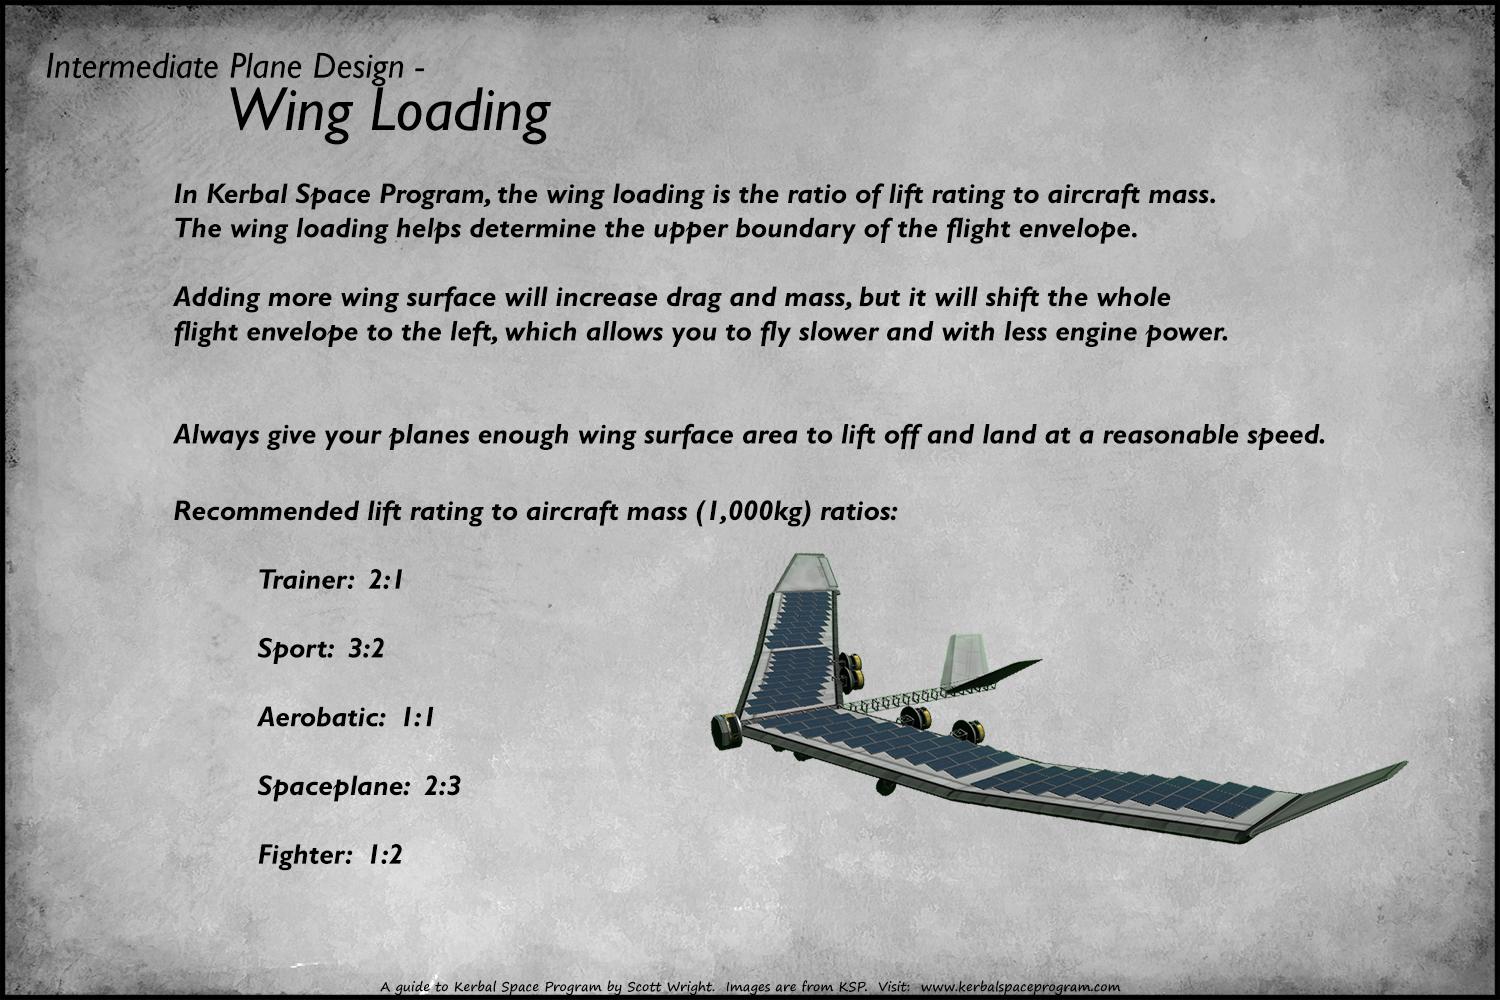 Intermediate Plane Design -
Wing Loading
In Kerbal Space Program, the wing loading is the ratio of lift rating to aircraft mass.
The wing loading helps determine the upper boundary of the flight envelope.
Adding more wing surface will increase drag and mass, but it will shift the whole
flight envelope to the left, which allows you to fly slower and with less engine power.
Always give your planes enough wing surface area to lift off and land at a reasonable speed.
Recommended lift rating to aircraft mass (1,000kg) ratios:
Trainer: 2:1
Sport: 3:2
Aerobatic: 1:1
Spaceplane: 2:3
Fighter: 1:2
A guide to Kerbal Space Program by Scott Wright. Images are from KSP. Visit: www.kerbalspaceprogram.com